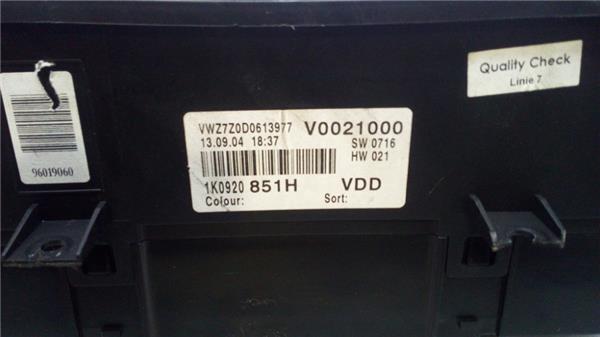 Quality Check
Linie 7
VWZ7Z0D0613977 V0021000
13.09.04 18:37 SW 0716
HW 021
1K0920 851H VDD
Colour: Sort:
96019060